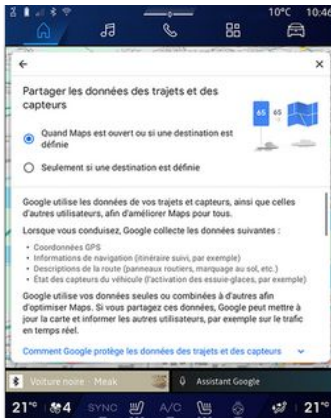 10°C 10:46
Partager les données des trajets et des
capteurs
65 65
Quand Maps est ouvert ou si une destination est
définie
Seulement si une destination est définie
Google utilise les données de vos trajets et capteurs, ainsi que celles
d'autres utilisateurs, afin d'améliorer Maps pour tous.
Lorsque vous conduisez, Google collecte les données suivantes :
• Coordonnées GPS
• Informations de navigation (itinéraire suivi, par exemple)
• Descriptions de la route (panneaux routiers, marquage au sol, etc.)
• État des capteurs du véhicule (l'activation des essuie-glaces, par exemple)
Google utilise vos données seules ou combinées à d'autres afin
d'optimiser Maps. Si vous partagez ces données, Google peut mettre à
jour la carte et informer les autres utilisateurs, par exemple sur le trafic
en temps réel.
Comment Google protège les données des trajets et des capteurs
Voiture noire · Meak Assistant Google
21°C 4 SYNC A/C 21°C